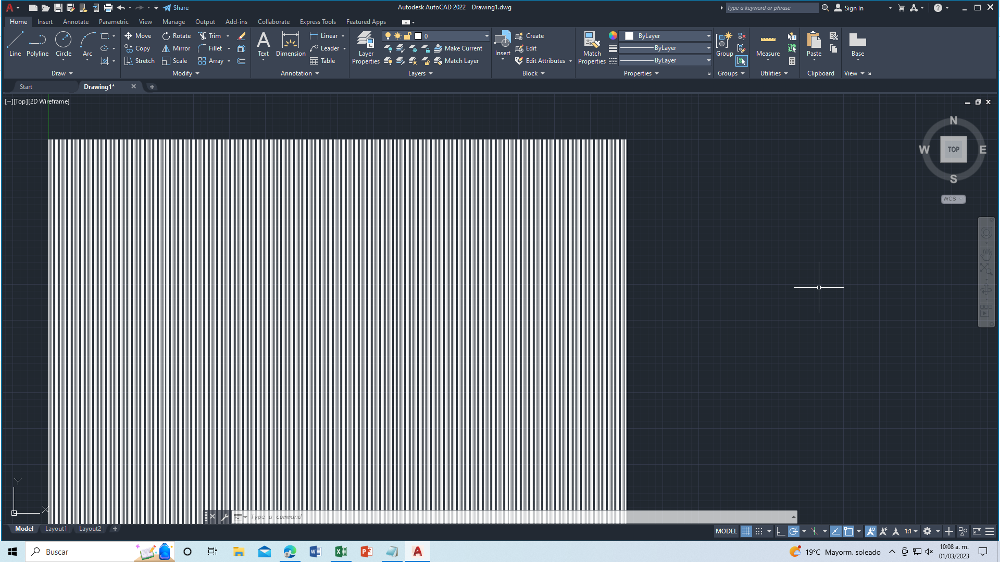 Share
Autodesk AutoCAD 2022 Drawing1.dwg
Type a keyword or phrase
Sign In
Home Insert Annotate Parametric View Manage Output Add-ins Collaborate Express Tools Featured Apps
Line Polyline Circle Arc
Move Rotate Trim
Copy Mirror Fillet
Stretch Scale Array
Text Dimension
Linear
Leader
Table
Layer Properties
0
Make Current
Match Layer
Insert
Create
Edit
Edit Attributes
Match Properties
ByLayer
ByLayer
ByLayer
Group
Measure
Paste
Base
Draw Modify Annotation Layers Block Properties Groups Utilities Clipboard View
Start Drawing1*
[−][Top][2D Wireframe]
N
W TOP E
S
WCS
Y
X
Type a command
Model Layout1 Layout2
MODEL 1:1
Buscar
19°C Mayorm. soleado
10:08 a. m.
01/03/2023